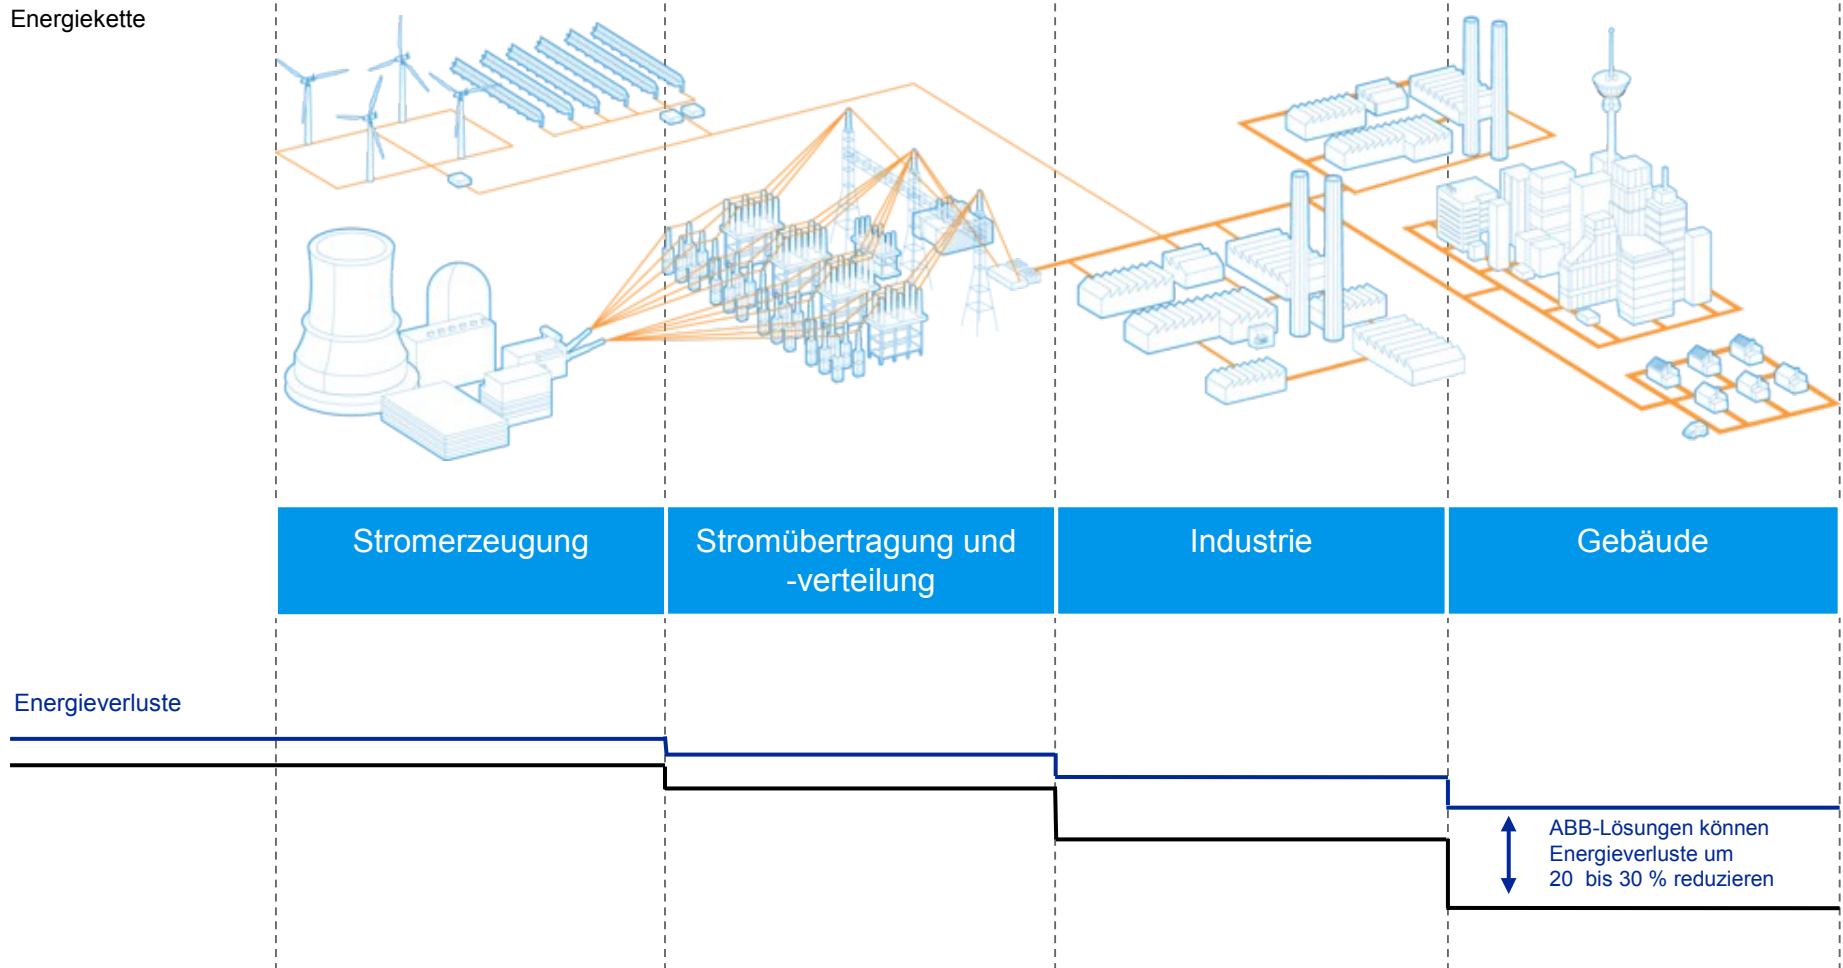 Energiekette
Stromerzeugung
Stromübertragung und
-verteilung
Industrie
Gebäude
Energieverluste
ABB-Lösungen können
Energieverluste um
20 bis 30 % reduzieren